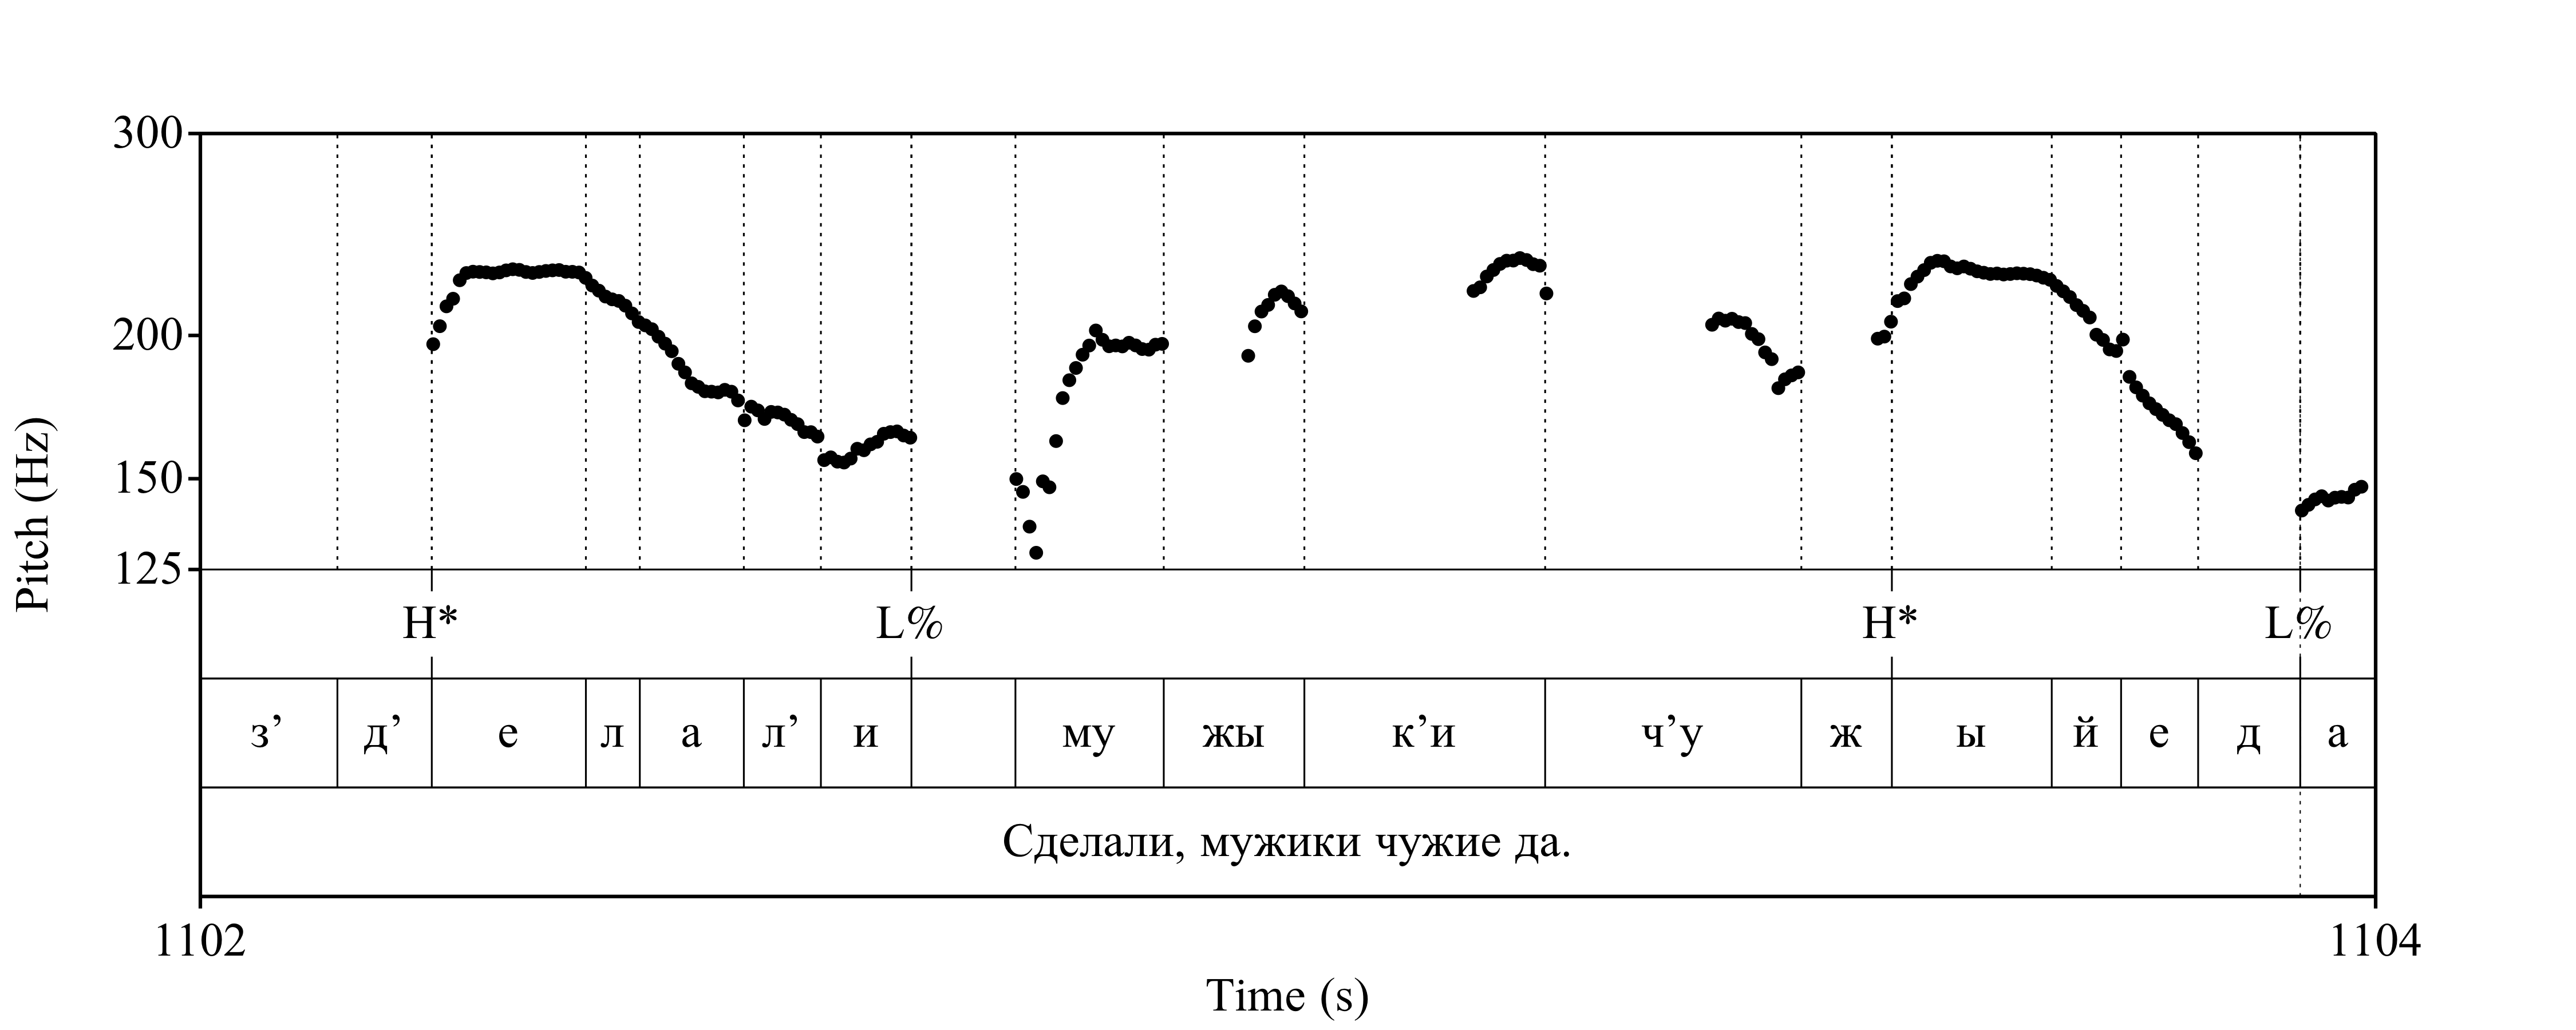 300
200
150
125
Pitch (Hz)
H* L% H* L%
з’ д’ е л а л’ и му жы к’и ч’у ж ы й е д а
Сделали, мужики чужие да.
1102 1104
Time (s)